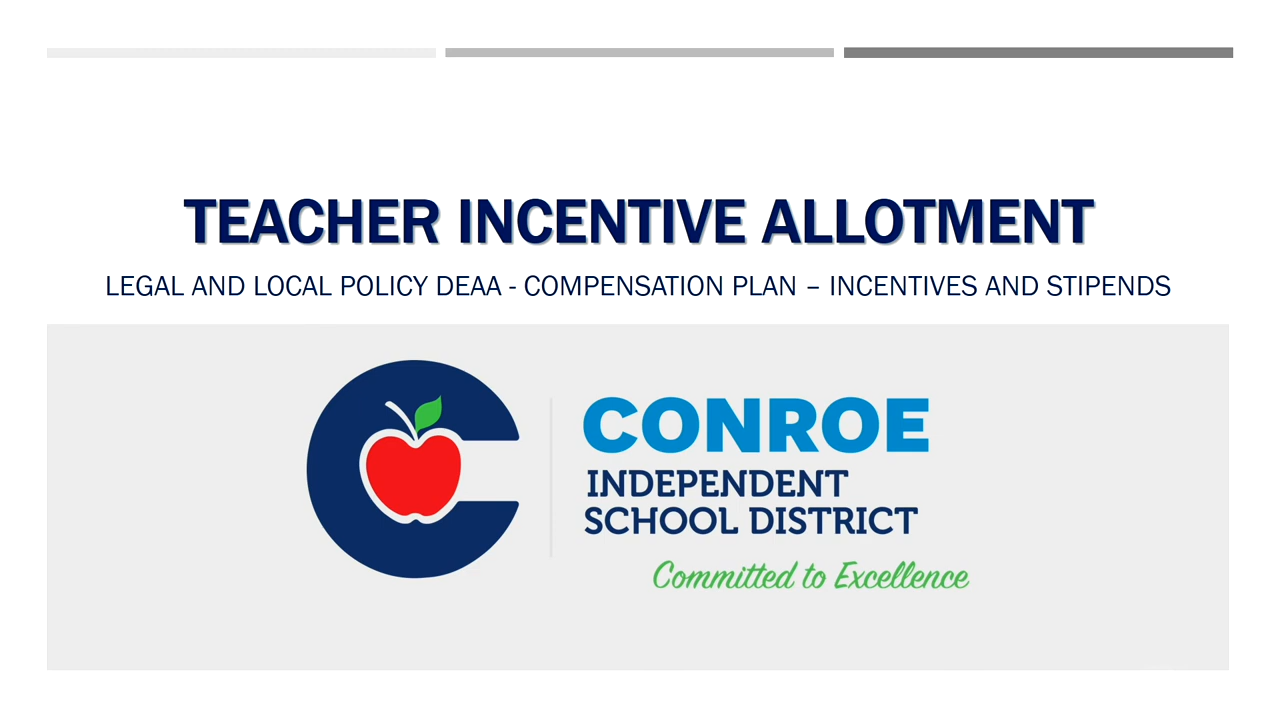 TEACHER INCENTIVE ALLOTMENT
LEGAL AND LOCAL POLICY DEAA - COMPENSATION PLAN – INCENTIVES AND STIPENDS
CONROE
INDEPENDENT
SCHOOL DISTRICT
Committed to Excellence